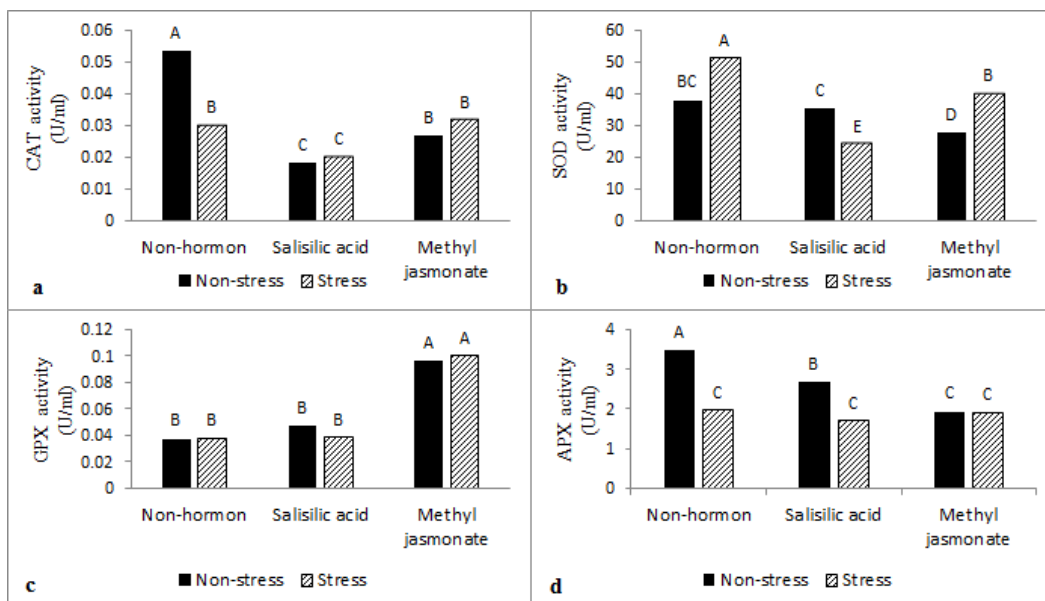 CAT activity
(U/ml)
0.06
0.05
0.04
0.03
0.02
0.01
0
A
B
C
C
B
B
Non-hormon
Salisilic acid
Methyl
jasmonate
Non-stress
Stress
a
SOD activity
(U/ml)
60
50
40
30
20
10
0
BC
A
C
E
D
B
Non-hormon
Salisilic acid
Methyl
jasmonate
Non-stress
Stress
b
GPX activity
(U/ml)
0.12
0.1
0.08
0.06
0.04
0.02
0
B
B
B
B
A
A
Non-hormon
Salisilic acid
Methyl
jasmonate
Non-stress
Stress
c
APX activity
(U/ml)
4
3
2
1
0
A
C
B
C
C
C
Non-hormon
Salisilic acid
Methyl
jasmonate
Non-stress
Stress
d